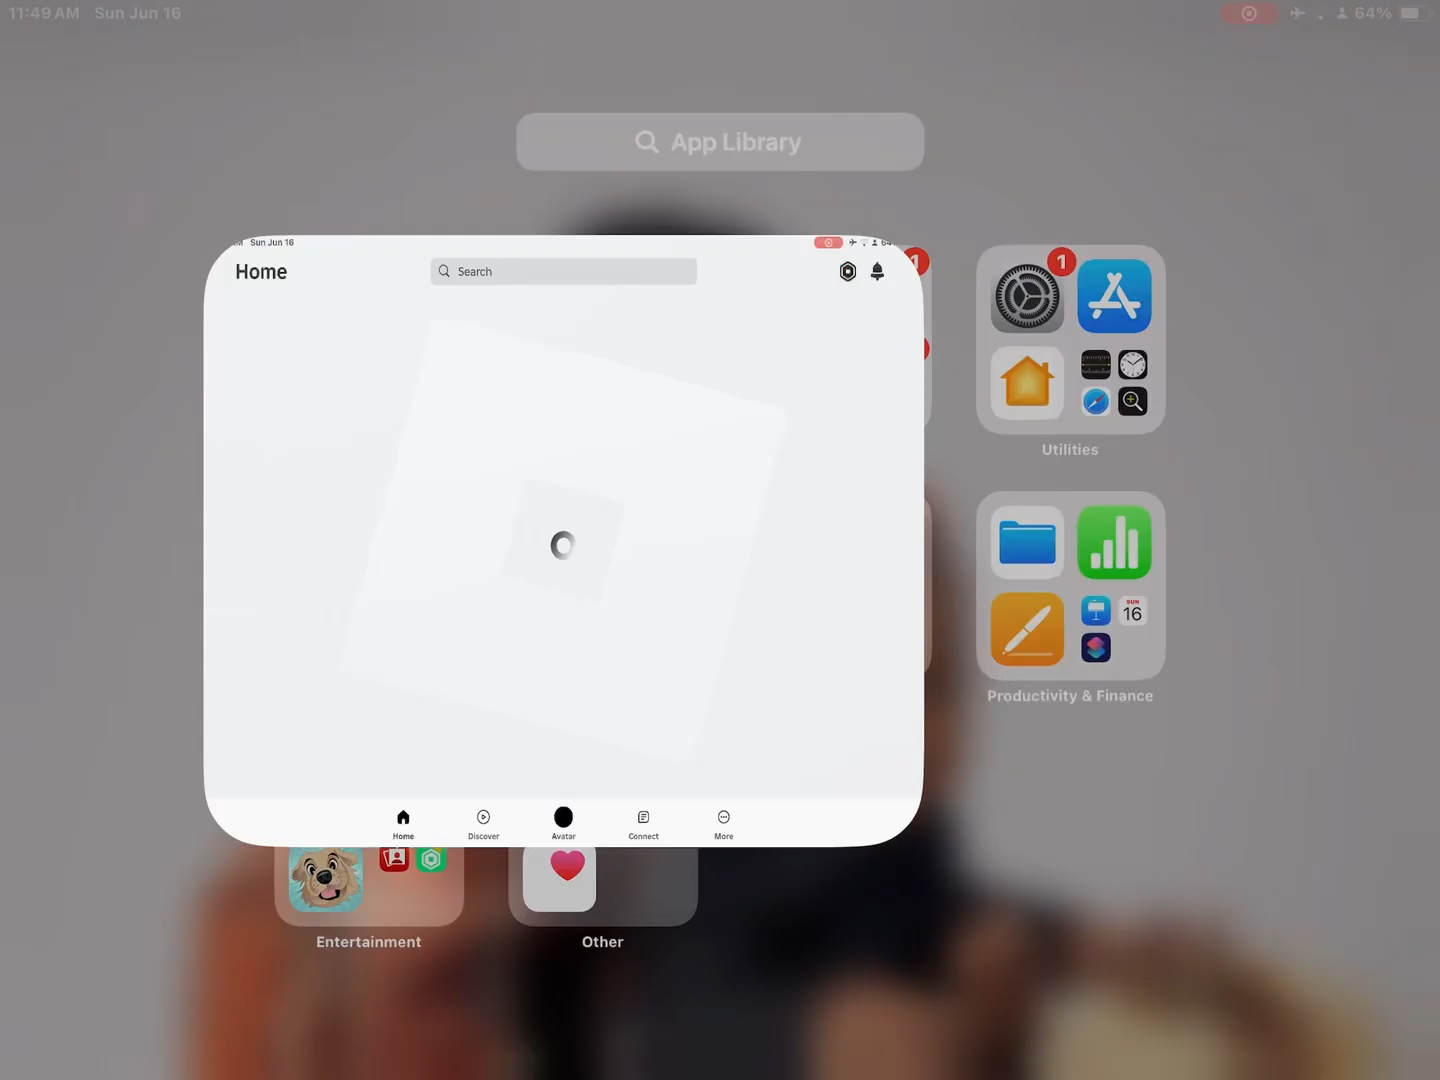 11:49 AM Sun Jun 16
64%
App Library
Sun Jun 16
Home
Search
1
1
Utilities
SUN
16
Productivity & Finance
Home
Discover
Avatar
Connect
More
Entertainment
Other